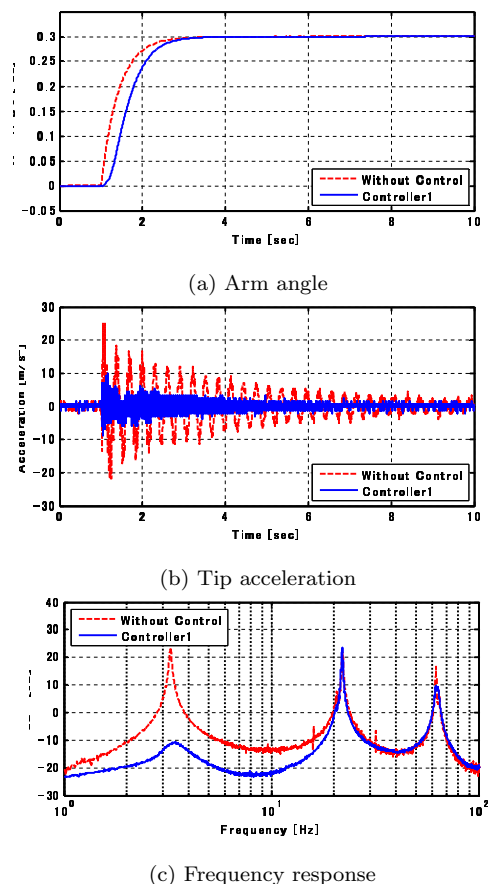 0.3
0.25
0.2
0.15
0.1
0.05
0
−0.05
0 2 4 6 8 10
Without Control
Controller1
Time [sec]
(a) Arm angle
30
20
10
0
−10
−20
−30
Acceleration [m/s²]
0 2 4 6 8 10
Without Control
Controller1
Time [sec]
(b) Tip acceleration
40
30
20
10
0
−10
−20
−30
Without Control
Controller1
10⁰ 10¹ 10²
Frequency [Hz]
(c) Frequency response